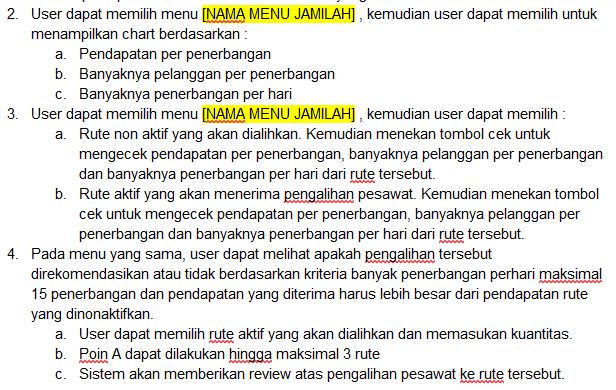 2. User dapat memilih menu [NAMA MENU JAMILAH] , kemudian user dapat memilih untuk
menampilkan chart berdasarkan :
a. Pendapatan per penerbangan
b. Banyaknya pelanggan per penerbangan
c. Banyaknya penerbangan per hari
3. User dapat memilih menu [NAMA MENU JAMILAH] , kemudian user dapat memilih :
a. Rute non aktif yang akan dialihkan. Kemudian menekan tombol cek untuk
mengecek pendapatan per penerbangan, banyaknya pelanggan per penerbangan
dan banyaknya penerbangan per hari dari rute tersebut.
b. Rute aktif yang akan menerima pengalihan pesawat. Kemudian menekan tombol
cek untuk mengecek pendapatan per penerbangan, banyaknya pelanggan per
penerbangan dan banyaknya penerbangan per hari dari rute tersebut.
4. Pada menu yang sama, user dapat melihat apakah pengalihan tersebut
direkomendasikan atau tidak berdasarkan kriteria banyak penerbangan perhari maksimal
15 penerbangan dan pendapatan yang diterima harus lebih besar dari pendapatan rute
yang dinonaktifkan.
a. User dapat memilih rute aktif yang akan dialihkan dan memasukan kuantitas.
b. Poin A dapat dilakukan hingga maksimal 3 rute
c. Sistem akan memberikan review atas pengalihan pesawat ke rute tersebut.